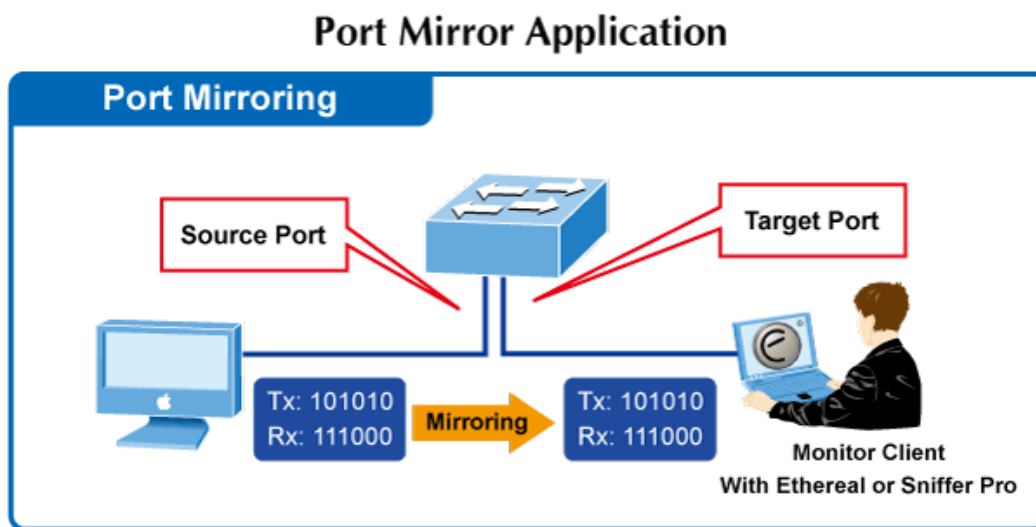 Port Mirror Application
Port Mirroring
Source Port
Target Port
Tx: 101010
Rx: 111000
Mirroring
Tx: 101010
Rx: 111000
Monitor Client
With Ethereal or Sniffer Pro